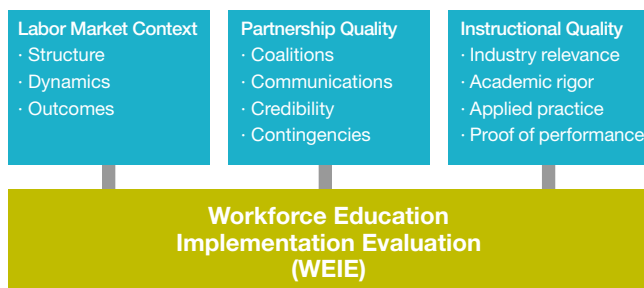 Labor Market Context
· Structure
· Dynamics
· Outcomes
Partnership Quality
· Coalitions
· Communications
· Credibility
· Contingencies
Instructional Quality
· Industry relevance
· Academic rigor
· Applied practice
· Proof of performance
Workforce Education
Implementation Evaluation
(WEIE)